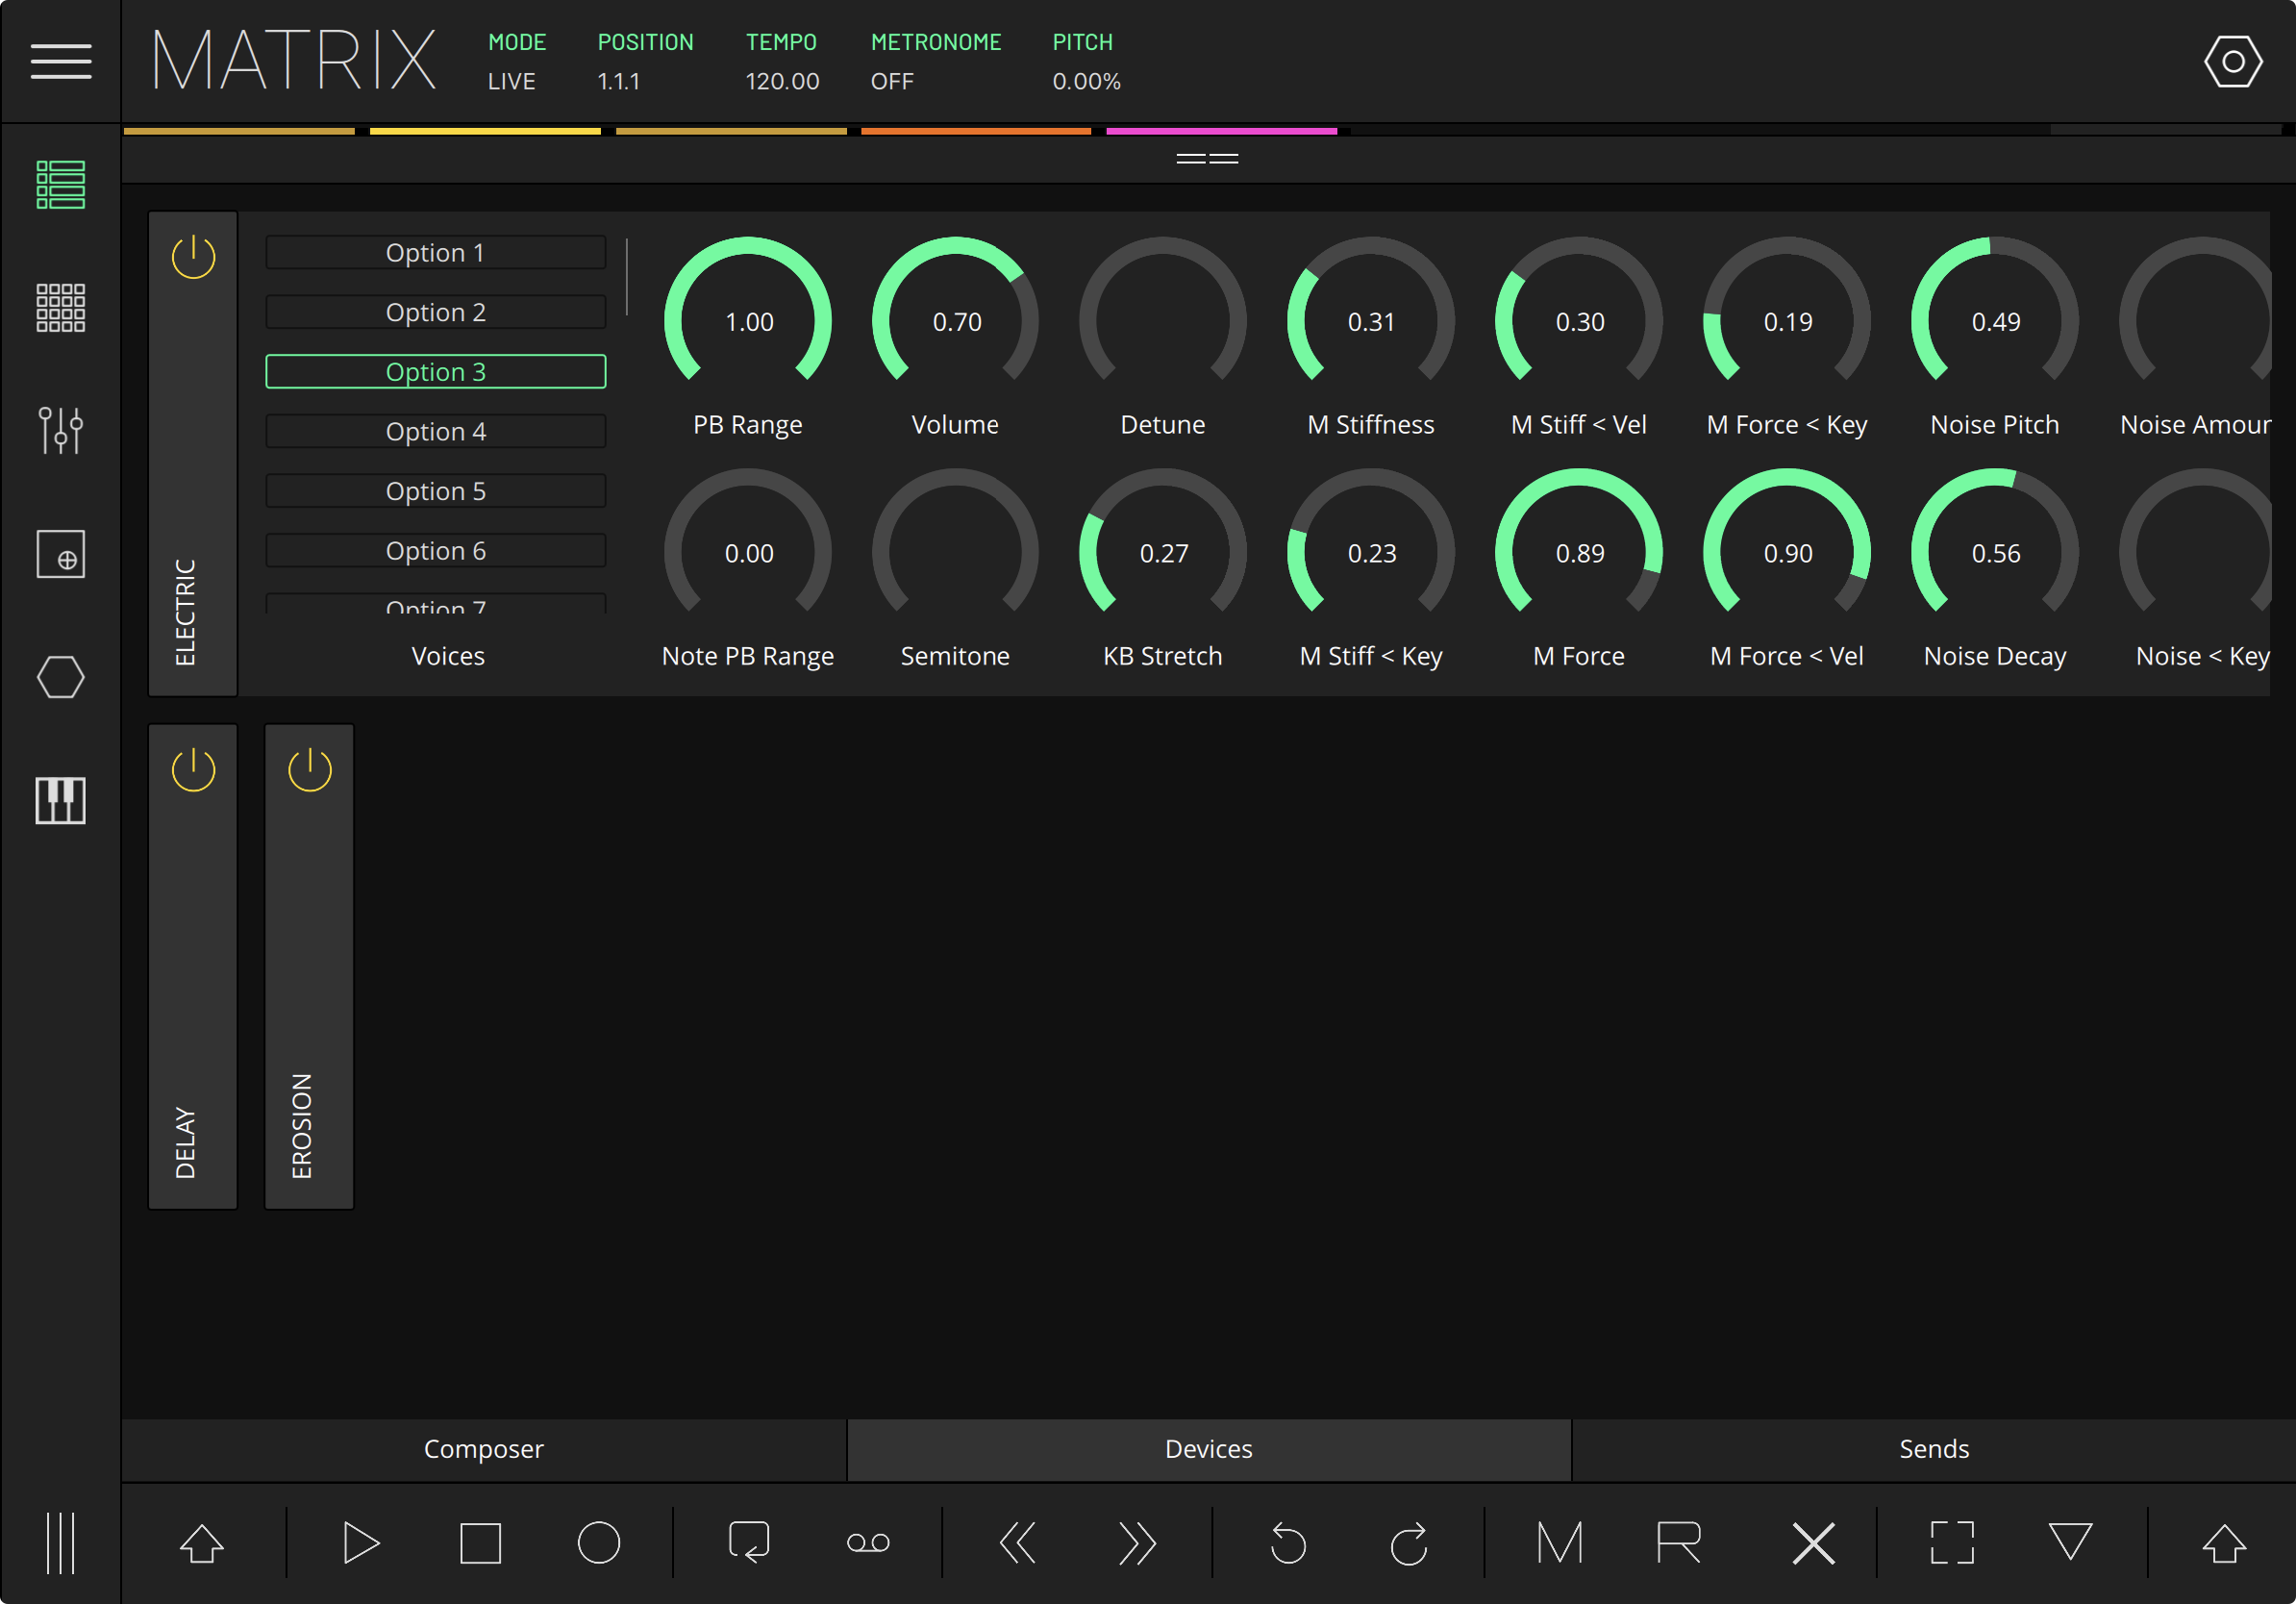 MATRIX
MODE POSITION TEMPO METRONOME PITCH
LIVE 1.1.1 120.00 OFF 0.00%
ELECTRIC
Option 1
Option 2
Option 3
Option 4
Option 5
Option 6
Option 7
Voices
1.00 0.70 0.31 0.30 0.19 0.49
PB Range Volume Detune M Stiffness M Stiff < Vel M Force < Key Noise Pitch Noise Amour
0.00 0.27 0.23 0.89 0.90 0.56
Note PB Range Semitone KB Stretch M Stiff < Key M Force M Force < Vel Noise Decay Noise < Key
DELAY
EROSION
Composer Devices Sends
M R